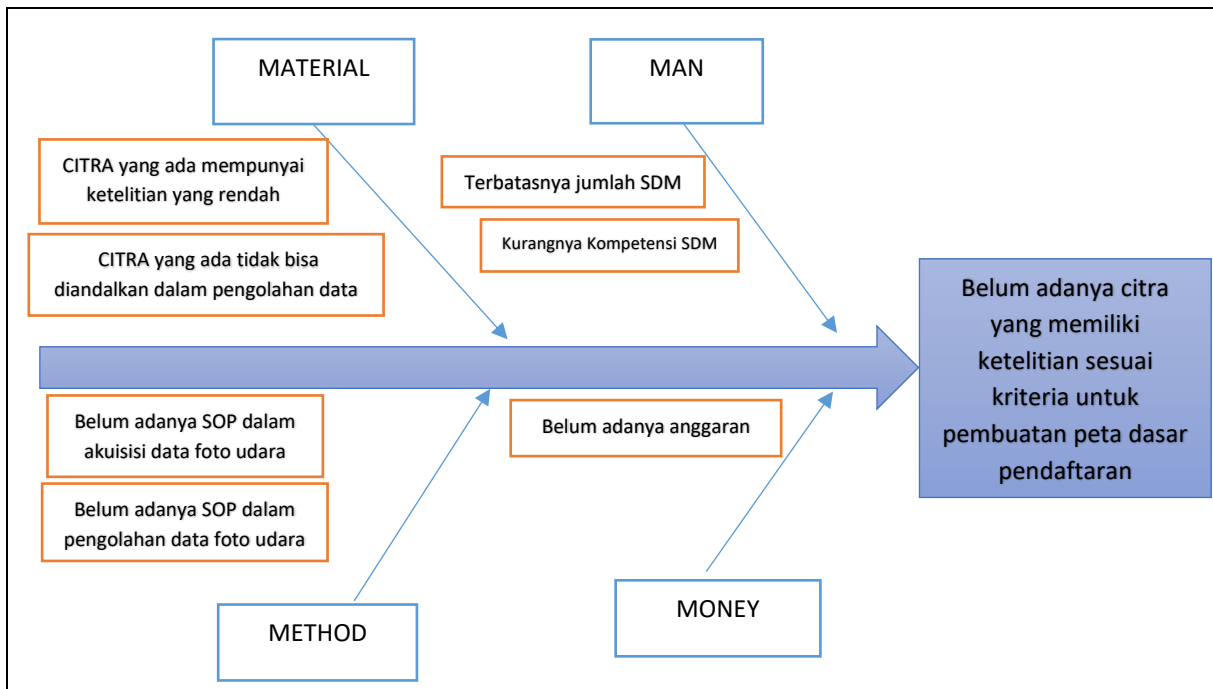 MATERIAL
MAN
CITRA yang ada mempunyai
ketelitian yang rendah
CITRA yang ada tidak bisa
diandalkan dalam pengolahan data
Terbatasnya jumlah SDM
Kurangnya Kompetensi SDM
Belum adanya citra
yang memiliki
ketelitian sesuai
kriteria untuk
pembuatan peta dasar
pendaftaran
Belum adanya SOP dalam
akuisisi data foto udara
Belum adanya SOP dalam
pengolahan data foto udara
Belum adanya anggaran
METHOD
MONEY